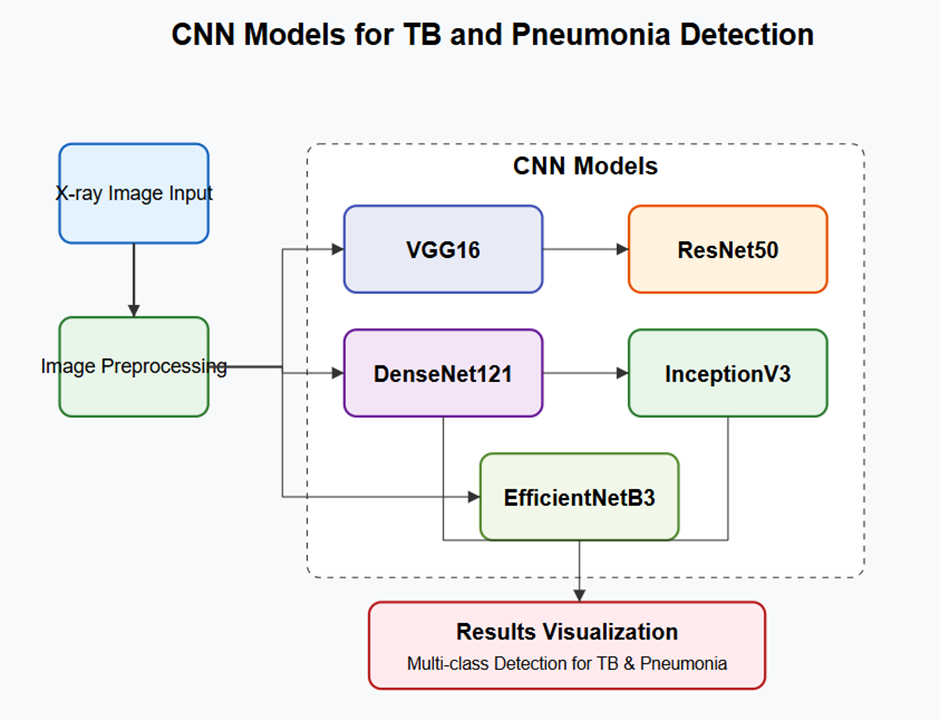 CNN Models for TB and Pneumonia Detection
X-ray Image Input
Image Preprocessing
CNN Models
VGG16
ResNet50
DenseNet121
InceptionV3
EfficientNetB3
Results Visualization
Multi-class Detection for TB & Pneumonia